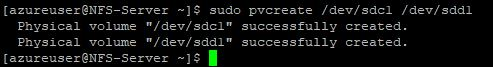 [azureuser@NFS-Server ~]$ sudo pvcreate /dev/sdc1 /dev/sdd1
  Physical volume "/dev/sdc1" successfully created.
  Physical volume "/dev/sdd1" successfully created.
[azureuser@NFS-Server ~]$